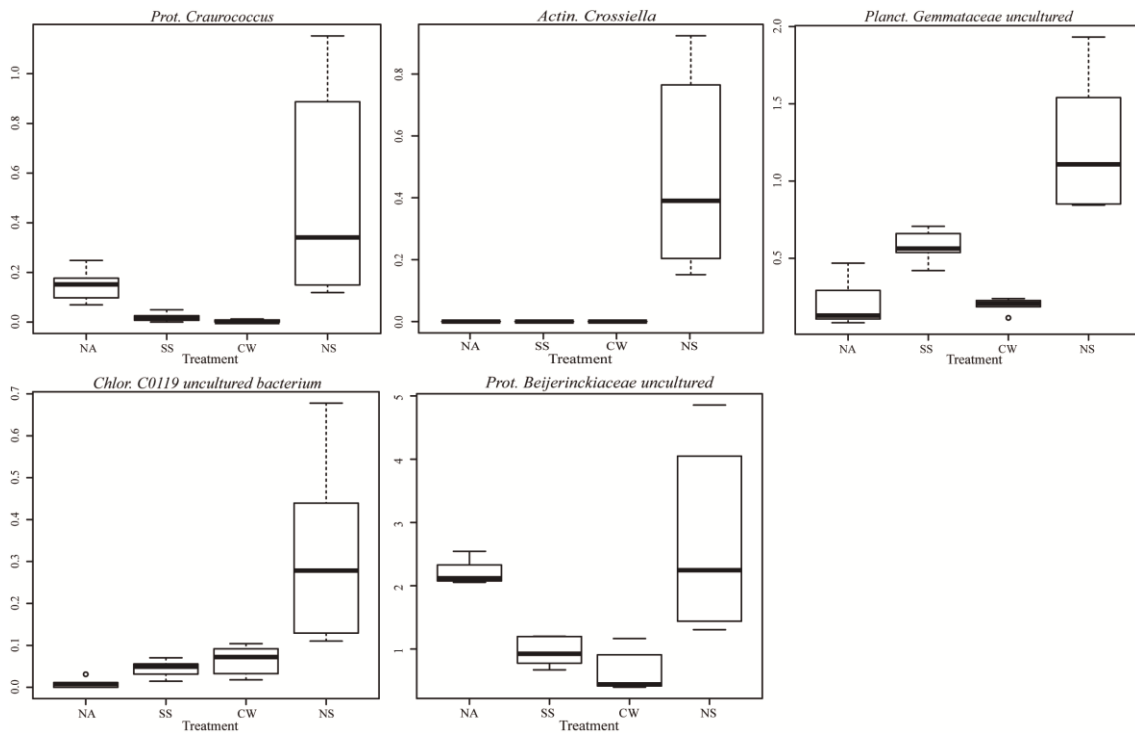 Prot. Craurococcus
1.0
0.8
0.6
0.4
0.2
0.0
NA SS CW NS
Treatment
Actin. Crossiella
0.8
0.6
0.4
0.2
0.0
NA SS CW NS
Treatment
Planct. Gemmataceae uncultured
2.0
1.5
1.0
0.5
NA SS CW NS
Treatment
Chlor. C0119 uncultured bacterium
0.7
0.6
0.5
0.4
0.3
0.2
0.1
0.0
NA SS CW NS
Treatment
Prot. Beijerinckiaceae uncultured
5
4
3
2
1
NA SS CW NS
Treatment